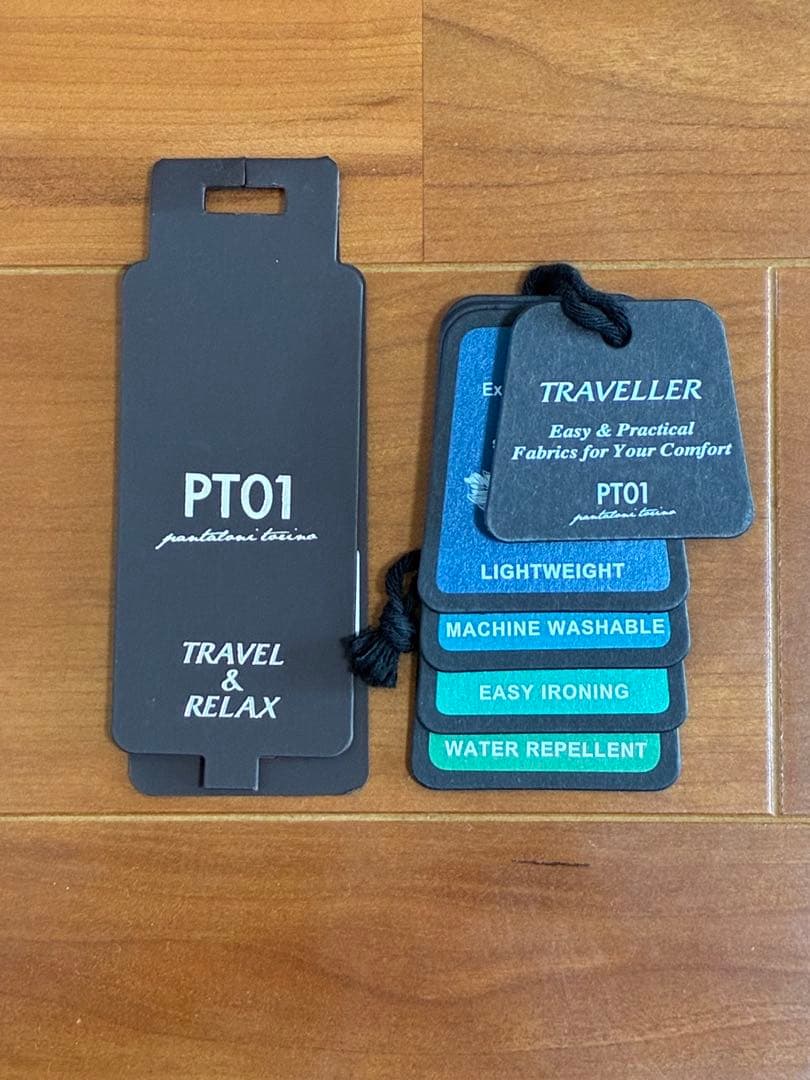 PT01
pantaloni torino
TRAVEL
&
RELAX
TRAVELLER
Easy & Practical
Fabrics for Your Comfort
PT01
pantaloni torino
Ex
LIGHTWEIGHT
MACHINE WASHABLE
EASY IRONING
WATER REPELLENT